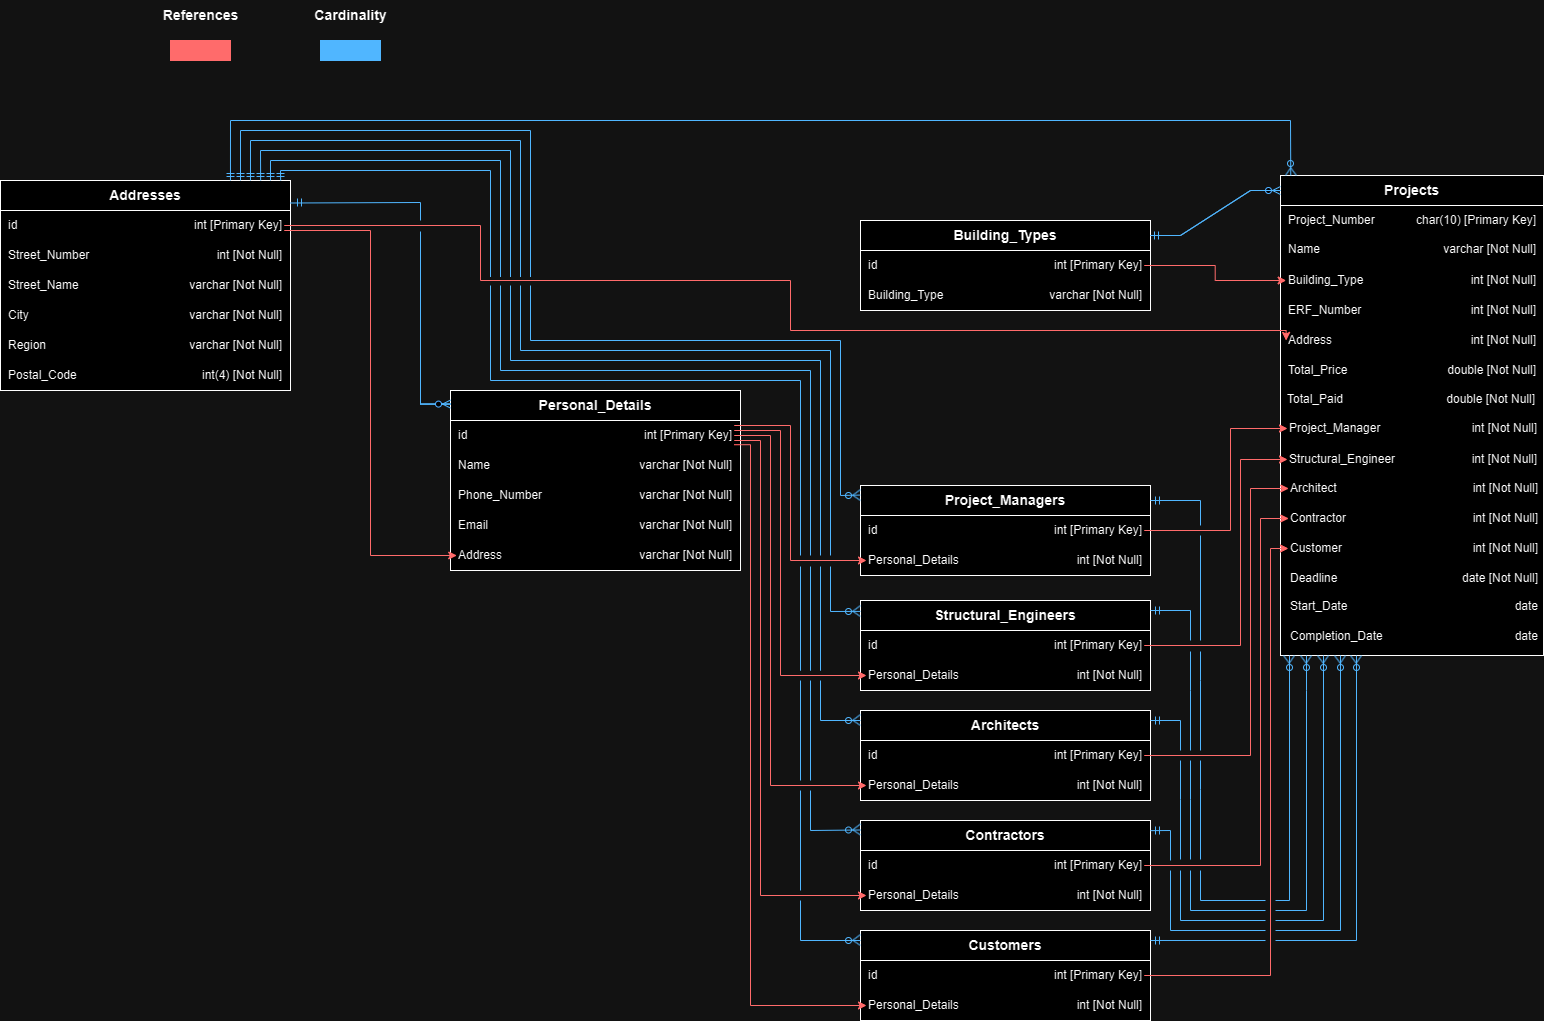 References Cardinality
Addresses
id int [Primary Key]
Street_Number int [Not Null]
Street_Name varchar [Not Null]
City varchar [Not Null]
Region varchar [Not Null]
Postal_Code int(4) [Not Null]
Personal_Details
id int [Primary Key]
Name varchar [Not Null]
Phone_Number varchar [Not Null]
Email varchar [Not Null]
Address varchar [Not Null]
Building_Types
id int [Primary Key]
Building_Type varchar [Not Null]
Project_Managers
id int [Primary Key]
Personal_Details int [Not Null]
Structural_Engineers
id int [Primary Key]
Personal_Details int [Not Null]
Architects
id int [Primary Key]
Personal_Details int [Not Null]
Contractors
id int [Primary Key]
Personal_Details int [Not Null]
Customers
id int [Primary Key]
Personal_Details int [Not Null]
Projects
Project_Number char(10) [Primary Key]
Name varchar [Not Null]
Building_Type int [Not Null]
ERF_Number int [Not Null]
Address int [Not Null]
Total_Price double [Not Null]
Total_Paid double [Not Null]
Project_Manager int [Not Null]
Structural_Engineer int [Not Null]
Architect int [Not Null]
Contractor int [Not Null]
Customer int [Not Null]
Deadline date [Not Null]
Start_Date date
Completion_Date date